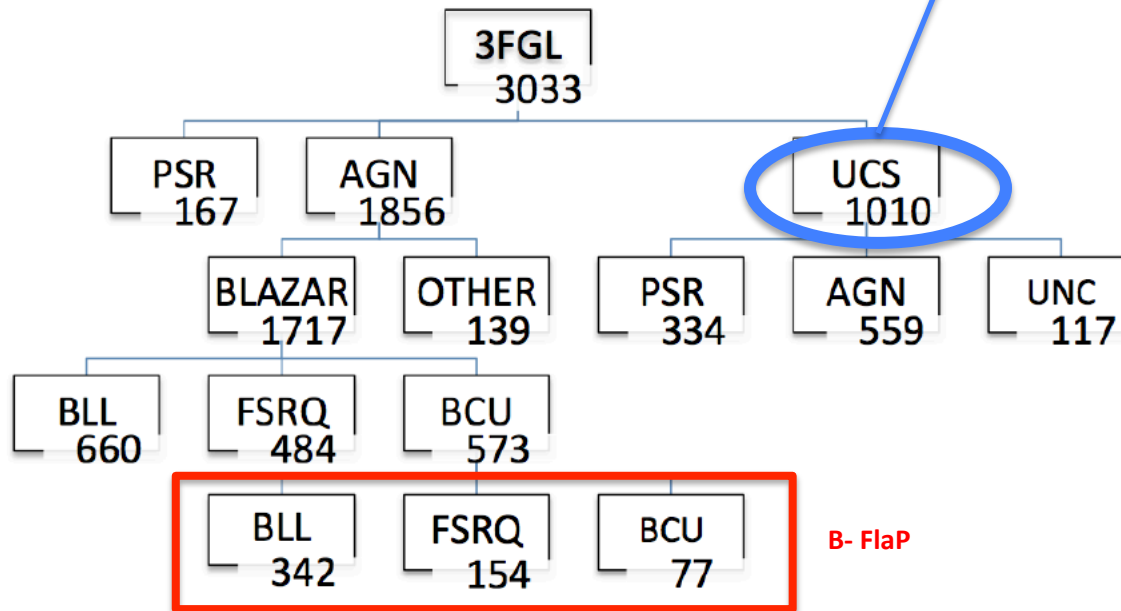 3FGL
3033
PSR
167
AGN
1856
UCS
1010
BLAZAR
1717
OTHER
139
PSR
334
AGN
559
UNC
117
BLL
660
FSRQ
484
BCU
573
BLL
342
FSRQ
154
BCU
77
B- FlaP